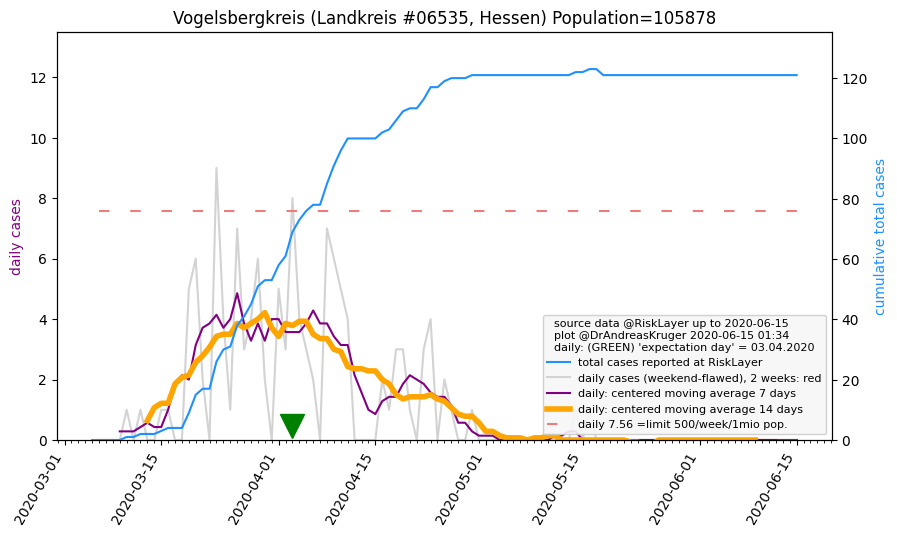 Vogelsbergkreis (Landkreis #06535, Hessen) Population=105878
daily cases
cumulative total cases
12
10
8
6
4
2
0
120
100
80
60
40
20
0
source data @RiskLayer up to 2020-06-15
plot @DrAndreasKruger 2020-06-15 01:34
daily: (GREEN) 'expectation day' = 03.04.2020
total cases reported at RiskLayer
daily cases (weekend-flawed), 2 weeks: red
daily: centered moving average 7 days
daily: centered moving average 14 days
daily 7.56 =limit 500/week/1mio pop.
2020-03-01
2020-03-15
2020-04-01
2020-04-15
2020-05-01
2020-05-15
2020-06-01
2020-06-15